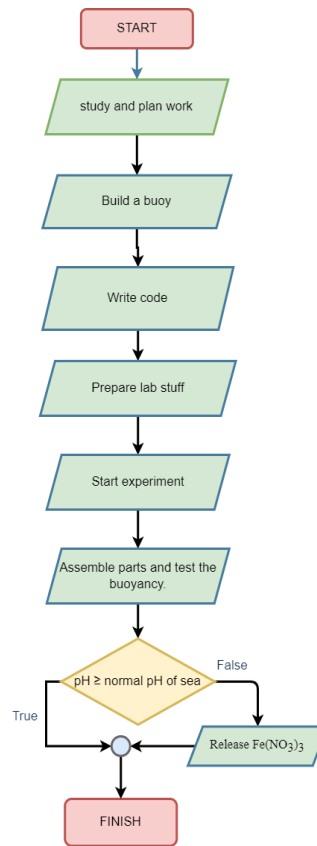 START
study and plan work
Build a buoy
Write code
Prepare lab stuff
Start experiment
Assemble parts and test the
buoyancy.
pH ≥ normal pH of sea
False
True
Release Fe(NO3)3
FINISH